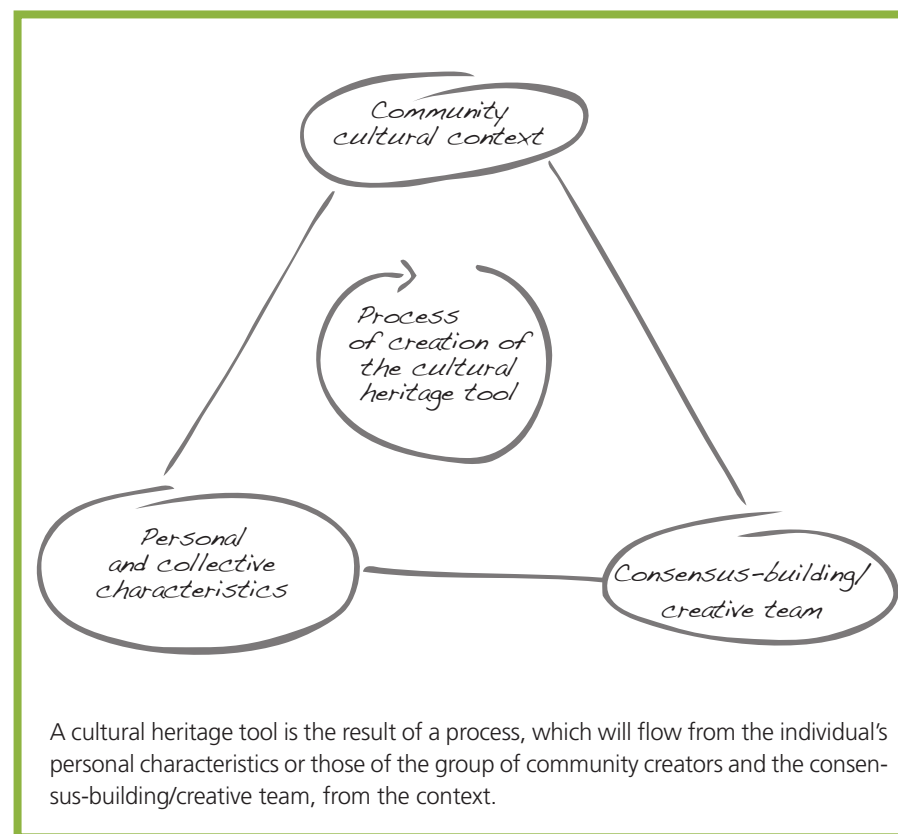 Community
cultural context
Process
of creation of
the cultural
heritage tool
Personal
and collective
characteristics
Consensus-building/
creative team
A cultural heritage tool is the result of a process, which will flow from the individual’s
personal characteristics or those of the group of community creators and the consen-
sus-building/creative team, from the context.